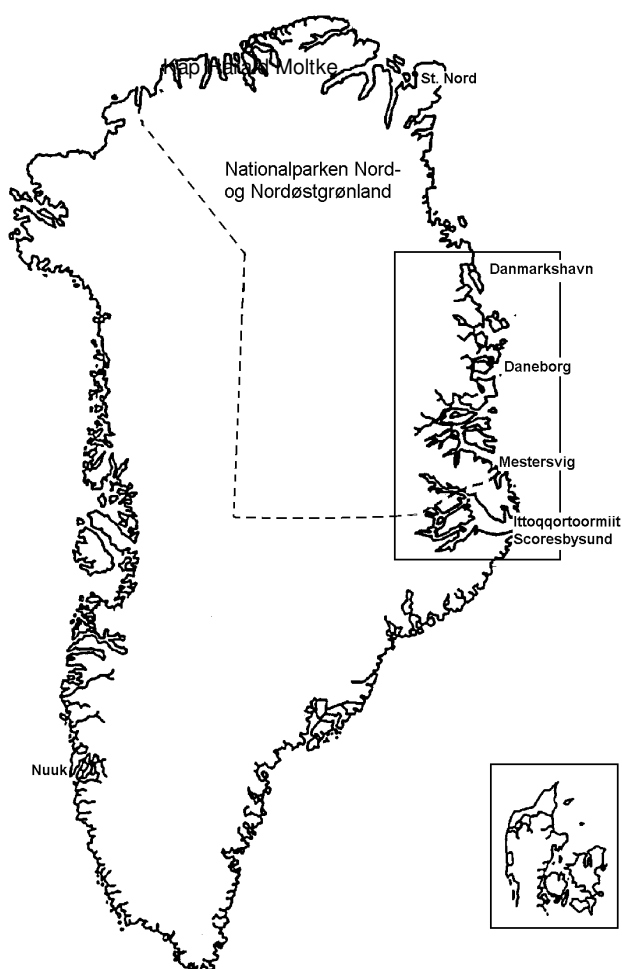 Kap Harald Moltke
St. Nord
Nationalparken Nord-
og Nordøstgrønland
Danmarkshavn
Daneborg
Mestersvig
Ittoqqortoormiit
Scoresbysund
Nuuk